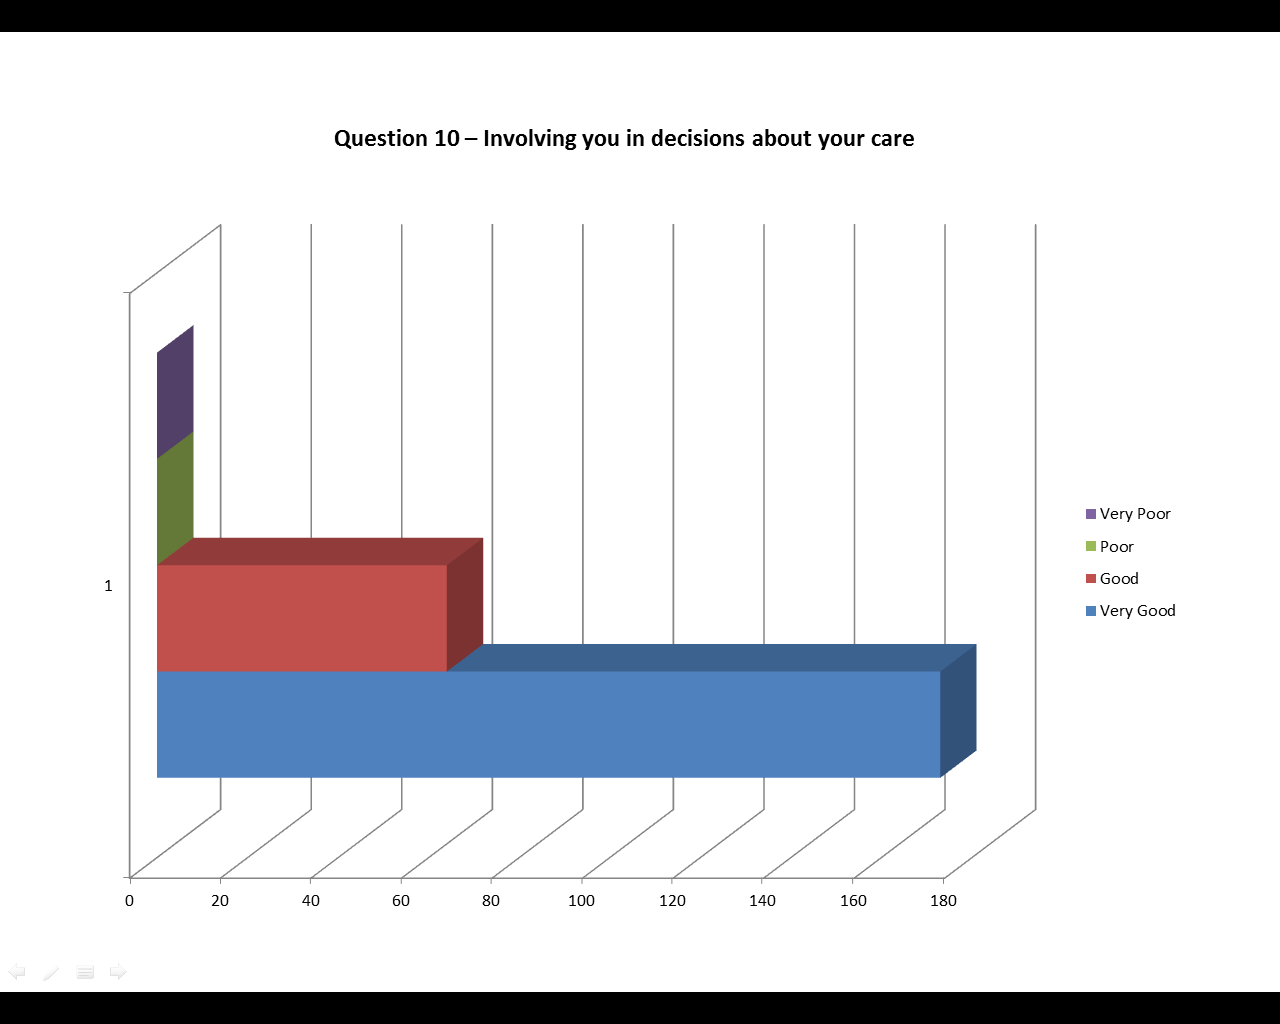 Question 10 – Involving you in decisions about your care
1
Very Poor
Poor
Good
Very Good
0 20 40 60 80 100 120 140 160 180